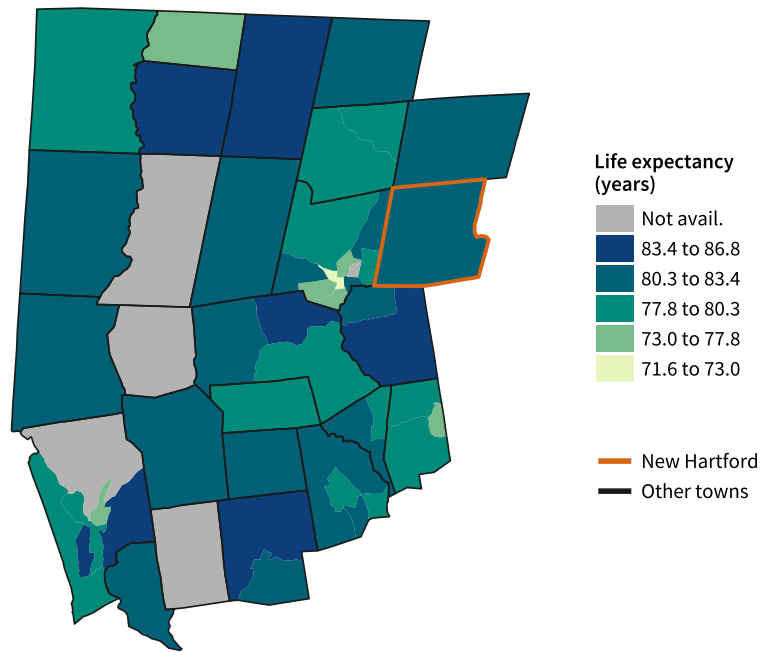 Life expectancy
(years)
Not avail.
83.4 to 86.8
80.3 to 83.4
77.8 to 80.3
73.0 to 77.8
71.6 to 73.0
New Hartford
Other towns